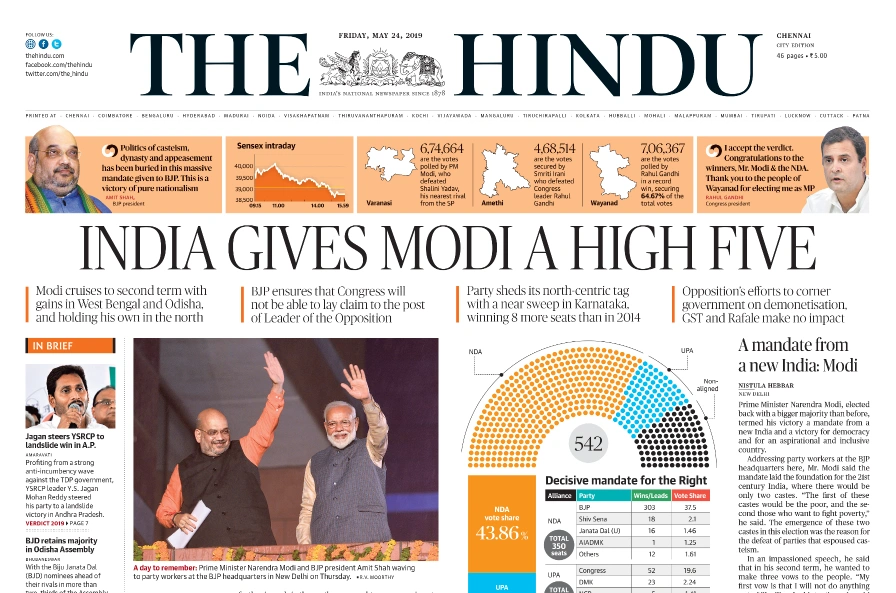 FOLLOW US:
thehindu.com
facebook.com/thehindu
twitter.com/the_hindu
FRIDAY, MAY 24, 2019
THE HINDU
INDIA'S NATIONAL NEWSPAPER SINCE 1878
CHENNAI
CITY EDITION
46 pages • ₹5.00
PRINTED AT . CHENNAI . COIMBATORE . BENGALURU . HYDERABAD . MADURAI . NOIDA . VISAKHAPATNAM . THIRUVANANTHAPURAM . KOCHI . VIJAYAWADA . MANGALURU . TIRUCHIRAPALLI . KOLKATA . HUBBALLI . MOHALI . MALAPPURAM . MUMBAI . TIRUPATI . LUCKNOW . CUTTACK . PATNA
Politics of casteism,
dynasty and appeasement
has been buried in this massive
mandate given to BJP. This is a
victory of pure nationalism
AMIT SHAH,
BJP president
Sensex intraday
40,000
39,500
39,000
38,500
09.15 11.00 14.00 15.59
Varanasi
6,74,664
are the votes
polled by PM
Modi, who
defeated
Shalini Yadav,
his nearest rival
from the SP
Amethi
4,68,514
are the votes
secured by
Smriti Irani
who defeated
Congress
leader Rahul
Gandhi
Wayanad
7,06,367
are the votes
polled by
Rahul Gandhi
in a record
win, securing
64.67% of the
total votes
I accept the verdict.
Congratulations to the
winners, Mr. Modi & the NDA.
Thank you to the people of
Wayanad for electing me as MP
RAHUL GANDHI
Congress president
INDIA GIVES MODI A HIGH FIVE
Modi cruises to second term with
gains in West Bengal and Odisha,
and holding his own in the north
BJP ensures that Congress will
not be able to lay claim to the post
of Leader of the Opposition
Party sheds its north-centric tag
with a near sweep in Karnataka,
winning 8 more seats than in 2014
Opposition's efforts to corner
government on demonetisation,
GST and Rafale make no impact
IN BRIEF
Jagan steers YSRCP to
landslide win in A.P.
AMARAVATI
Profiting from a strong
anti-incumbency wave
against the TDP government,
YSRCP leader Y.S. Jagan
Mohan Reddy steered
his party to a landslide
victory in Andhra Pradesh.
VERDICT 2019 ▸ PAGE 7
BJD retains majority
in Odisha Assembly
BHUBANESWAR
With the Biju Janata Dal
(BJD) nominees ahead of
their rivals in more than
two-thirds of the Assembly
A day to remember: Prime Minister Narendra Modi and BJP president Amit Shah waving
to party workers at the BJP headquarters in New Delhi on Thursday. •R.V. MOORTHY
NDA
UPA
Non-
aligned
542
NDA
vote share
43.86%
UPA
Decisive mandate for the Right
Alliance Party Wins/Leads Vote Share
NDA
TOTAL
350
seats
BJP 303 37.5
Shiv Sena 18 2.1
Janata Dal (U) 16 1.46
AIADMK 1 1.25
Others 12 1.61
UPA
TOTAL
Congress 52 19.6
DMK 23 2.24
A mandate from
a new India: Modi
NISTULA HEBBAR
NEW DELHI
Prime Minister Narendra Modi, elected
back with a bigger majority than before,
termed his victory a mandate from a
new India and a victory for democracy
and for an aspirational and inclusive
country.
Addressing party workers at the BJP
headquarters here, Mr. Modi said the
mandate laid the foundation for the 21st
century India, where there would be
only two castes. "The first of these
castes would be the poor, and the se-
cond those who want to fight poverty,"
he said. The emergence of these two
castes in this election was the reason for
the defeat of parties that espoused cas-
teism.
In an impassioned speech, he said
that in his second term, he wanted to
make three vows to the people. "My
first vow is that I will not do anything